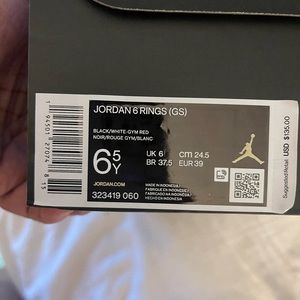 JORDAN 6 RINGS (GS)
BLACK/WHITE-GYM RED
NOIR/ROUGE GYM/BLANC
6.5Y
UK 6
CM 24.5
BR 37.5
EUR 39
JORDAN.COM
323419 060
MADE IN INDONESIA
FABRIQUE EN INDONESIE
HECHO EN INDONESIA
Suggested Retail USD $135.00